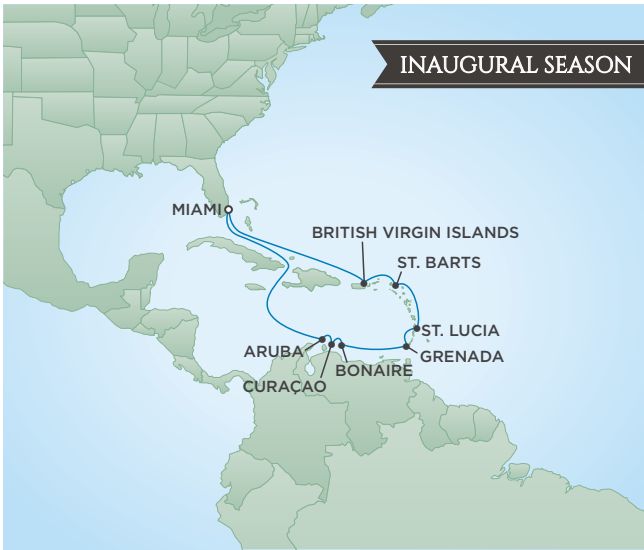 INAUGURAL SEASON
MIAMI
BRITISH VIRGIN ISLANDS
ST. BARTS
ST. LUCIA
ARUBA
GRENADA
BONAIRE
CURAÇAO